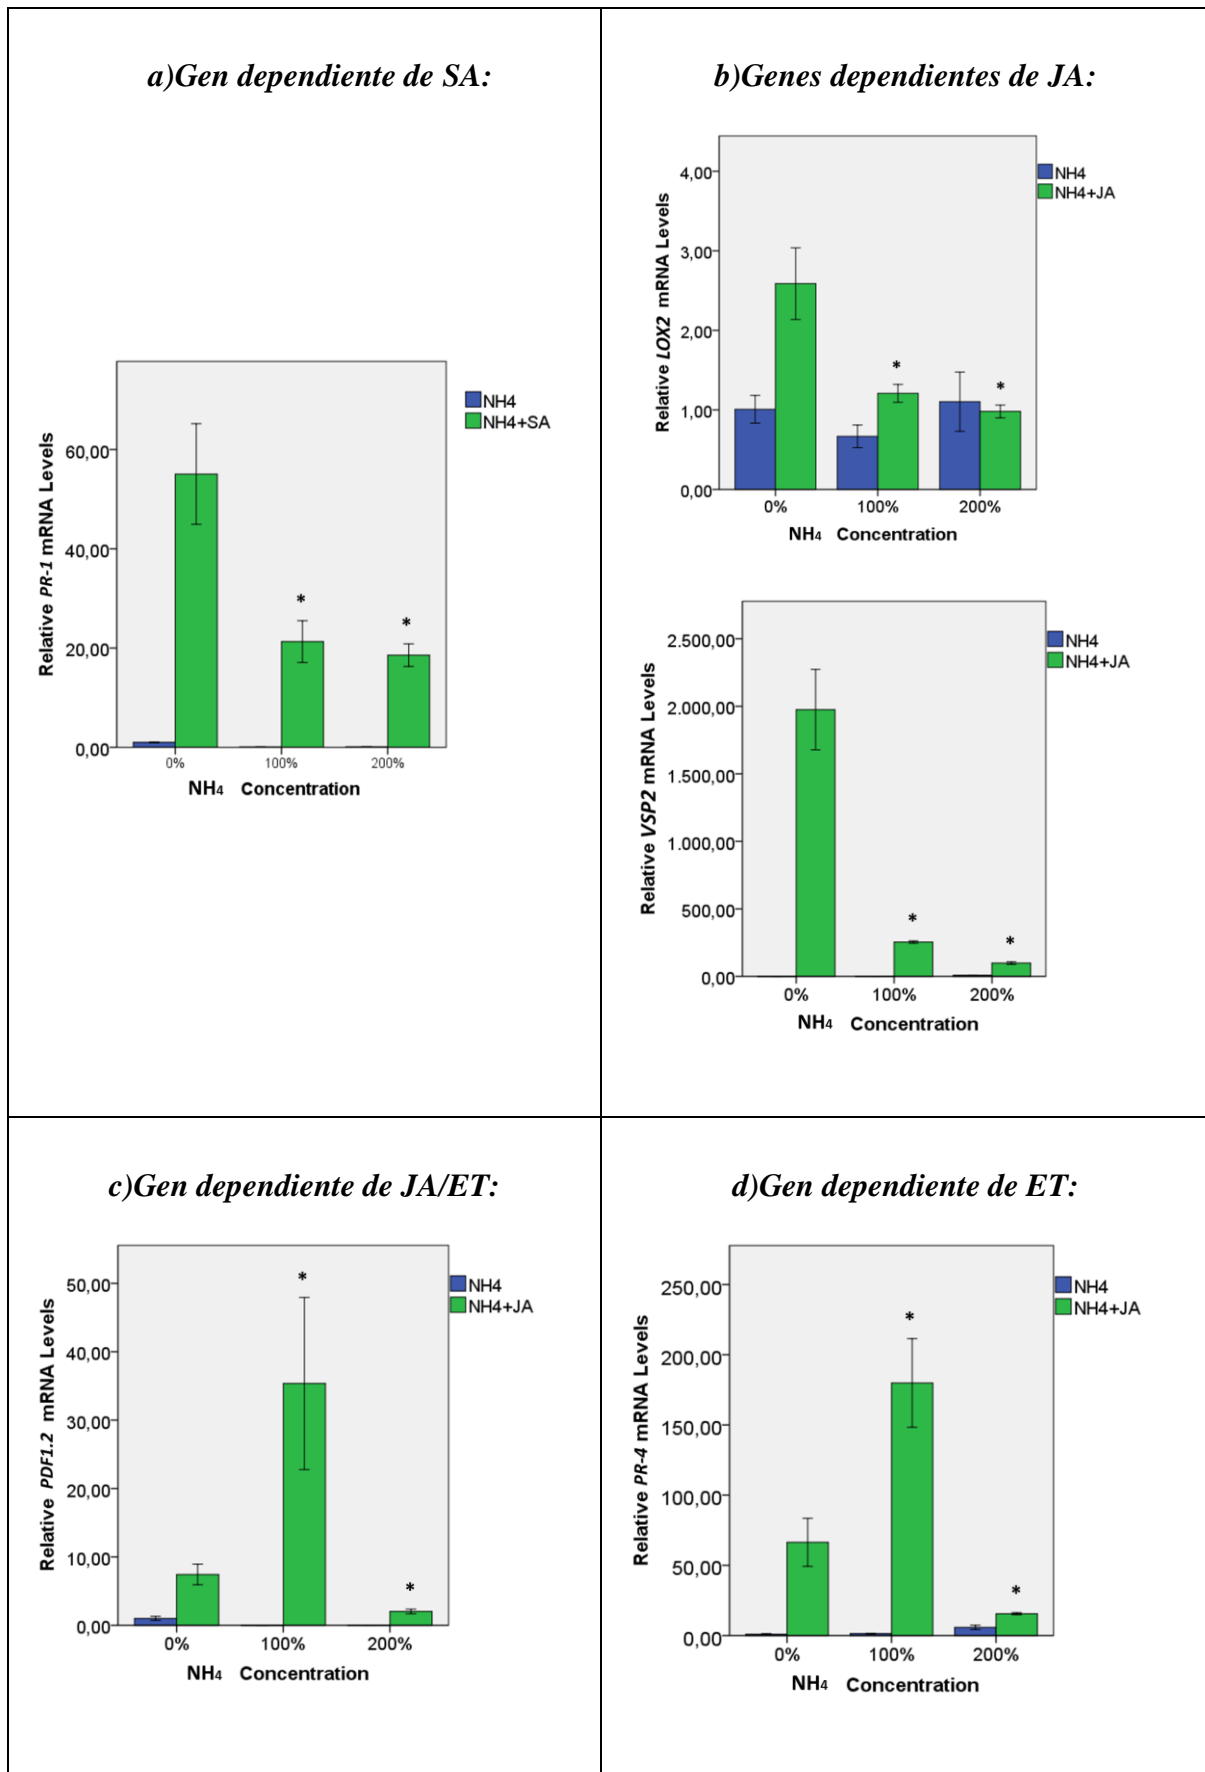 a)Gen dependiente de SA:
60,00
40,00
20,00
0,00
Relative PR-1 mRNA Levels
*
*
0% 100% 200%
NH4 Concentration
NH4
NH4+SA
b)Genes dependientes de JA:
4,00
3,00
2,00
1,00
0,00
Relative LOX2 mRNA Levels
*
*
0% 100% 200%
NH4 Concentration
NH4
NH4+JA
2.500,00
2.000,00
1.500,00
1.000,00
500,00
0,00
Relative VSP2 mRNA Levels
*
*
0% 100% 200%
NH4 Concentration
NH4
NH4+JA
c)Gen dependiente de JA/ET:
50,00
40,00
30,00
20,00
10,00
0,00
Relative PDF1.2 mRNA Levels
*
*
0% 100% 200%
NH4 Concentration
NH4
NH4+JA
d)Gen dependiente de ET:
250,00
200,00
150,00
100,00
50,00
0,00
Relative PR-4 mRNA Levels
*
*
0% 100% 200%
NH4 Concentration
NH4
NH4+JA